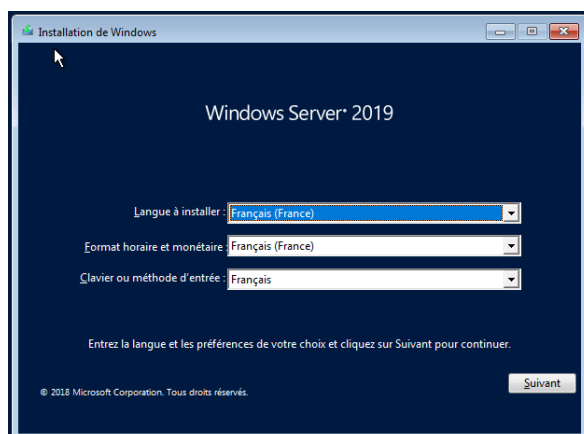 Installation de Windows
Windows Server® 2019
Langue à installer : Français (France)
Format horaire et monétaire : Français (France)
Clavier ou méthode d'entrée : Français
Entrez la langue et les préférences de votre choix et cliquez sur Suivant pour continuer.
Suivant
© 2018 Microsoft Corporation. Tous droits réservés.